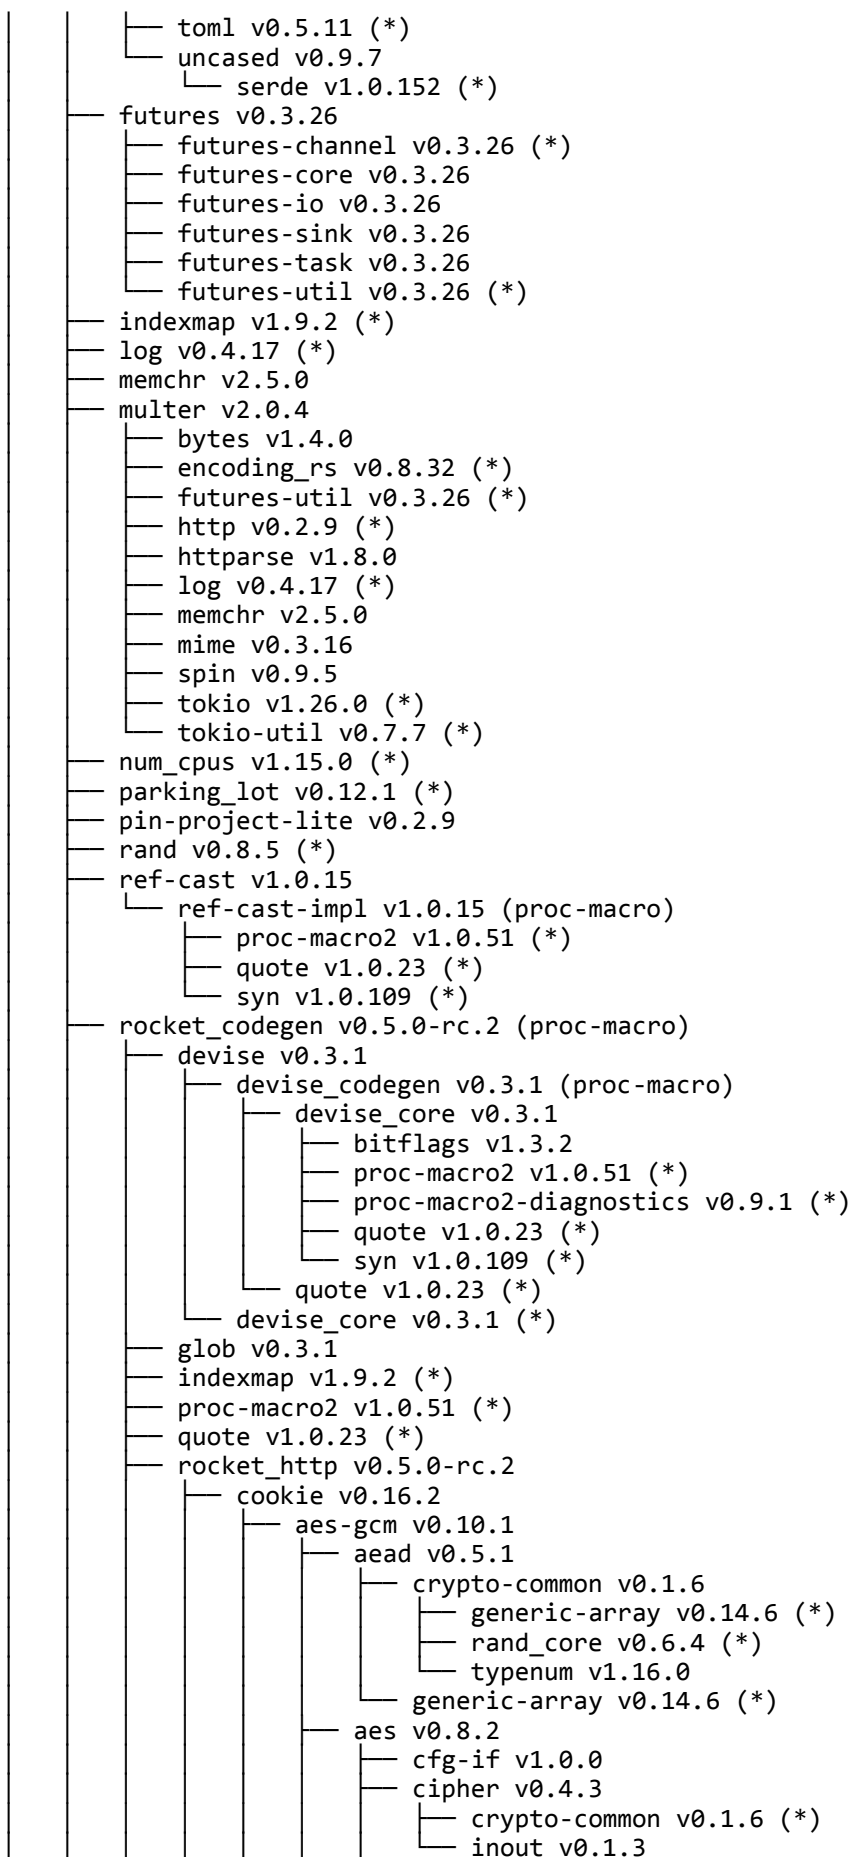 │   │   ├── toml v0.5.11 (*)
│   │   └── uncased v0.9.7
│   │       └── serde v1.0.152 (*)
│   ├── futures v0.3.26
│   │   ├── futures-channel v0.3.26 (*)
│   │   ├── futures-core v0.3.26
│   │   ├── futures-io v0.3.26
│   │   ├── futures-sink v0.3.26
│   │   ├── futures-task v0.3.26
│   │   └── futures-util v0.3.26 (*)
│   ├── indexmap v1.9.2 (*)
│   ├── log v0.4.17 (*)
│   ├── memchr v2.5.0
│   ├── multer v2.0.4
│   │   ├── bytes v1.4.0
│   │   ├── encoding_rs v0.8.32 (*)
│   │   ├── futures-util v0.3.26 (*)
│   │   ├── http v0.2.9 (*)
│   │   ├── httparse v1.8.0
│   │   ├── log v0.4.17 (*)
│   │   ├── memchr v2.5.0
│   │   ├── mime v0.3.16
│   │   ├── spin v0.9.5
│   │   ├── tokio v1.26.0 (*)
│   │   └── tokio-util v0.7.7 (*)
│   ├── num_cpus v1.15.0 (*)
│   ├── parking_lot v0.12.1 (*)
│   ├── pin-project-lite v0.2.9
│   ├── rand v0.8.5 (*)
│   ├── ref-cast v1.0.15
│   │   └── ref-cast-impl v1.0.15 (proc-macro)
│   │       ├── proc-macro2 v1.0.51 (*)
│   │       ├── quote v1.0.23 (*)
│   │       └── syn v1.0.109 (*)
│   ├── rocket_codegen v0.5.0-rc.2 (proc-macro)
│   │   ├── devise v0.3.1
│   │   │   ├── devise_codegen v0.3.1 (proc-macro)
│   │   │   │   ├── devise_core v0.3.1
│   │   │   │   │   ├── bitflags v1.3.2
│   │   │   │   │   ├── proc-macro2 v1.0.51 (*)
│   │   │   │   │   ├── proc-macro2-diagnostics v0.9.1 (*)
│   │   │   │   │   ├── quote v1.0.23 (*)
│   │   │   │   │   └── syn v1.0.109 (*)
│   │   │   │   └── quote v1.0.23 (*)
│   │   │   └── devise_core v0.3.1 (*)
│   │   ├── glob v0.3.1
│   │   ├── indexmap v1.9.2 (*)
│   │   ├── proc-macro2 v1.0.51 (*)
│   │   ├── quote v1.0.23 (*)
│   │   ├── rocket_http v0.5.0-rc.2
│   │   │   ├── cookie v0.16.2
│   │   │   │   ├── aes-gcm v0.10.1
│   │   │   │   │   ├── aead v0.5.1
│   │   │   │   │   │   ├── crypto-common v0.1.6
│   │   │   │   │   │   │   ├── generic-array v0.14.6 (*)
│   │   │   │   │   │   │   ├── rand_core v0.6.4 (*)
│   │   │   │   │   │   │   └── typenum v1.16.0
│   │   │   │   │   │   └── generic-array v0.14.6 (*)
│   │   │   │   │   ├── aes v0.8.2
│   │   │   │   │   │   ├── cfg-if v1.0.0
│   │   │   │   │   │   ├── cipher v0.4.3
│   │   │   │   │   │   │   ├── crypto-common v0.1.6 (*)
│   │   │   │   │   │   │   └── inout v0.1.3